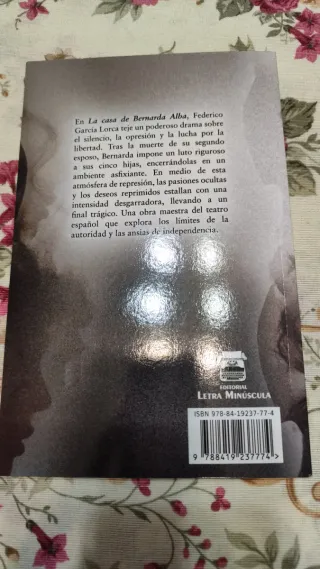 En La casa de Bernarda Alba, Federico
García Lorca teje un poderoso drama sobre
el silencio, la opresión y la lucha por la
libertad. Tras la muerte de su segundo
esposo, Bernarda impone un luto riguroso
a sus cinco hijas, encerrándolas en un
ambiente asfixiante. En medio de esta
atmósfera de represión, las pasiones ocultas
y los deseos reprimidos estallan con una
intensidad desgarradora, llevando a un
final trágico. Una obra maestra del teatro
español que explora los límites de la
autoridad y las ansias de independencia.
EDITORIAL
LETRA MINÚSCULA
ISBN 978-84-19237-77-4
9 788419 237774 >